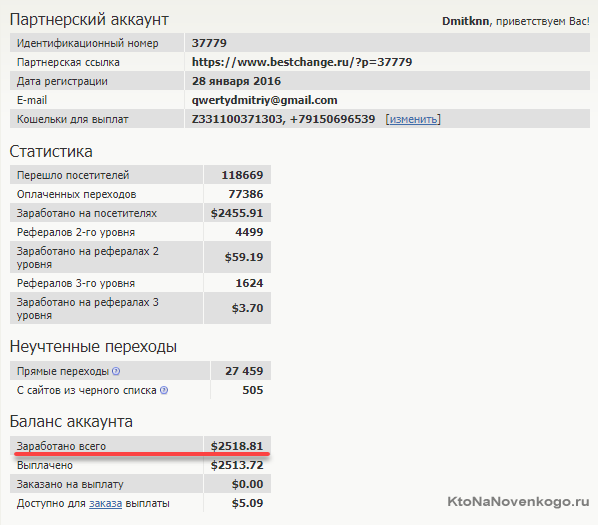 Партнерский аккаунт
Dmitknn, приветствуем Вас!
Идентификационный номер 37779
Партнерская ссылка https://www.bestchange.ru/?p=37779
Дата регистрации 28 января 2016
E-mail qwertydmitriy@gmail.com
Кошельки для выплат Z331100371303, +79150696539 [изменить]
Статистика
Перешло посетителей 118669
Оплаченных переходов 77386
Заработано на посетителях $2455.91
Рефералов 2-го уровня 4499
Заработано на рефералах 2
уровня $59.19
Рефералов 3-го уровня 1624
Заработано на рефералах 3
уровня $3.70
Неучтенные переходы
Прямые переходы 27 459
С сайтов из черного списка 505
Баланс аккаунта
Заработано всего $2518.81
Выплачено $2513.72
Заказано на выплату $0.00
Доступно для заказа выплаты $5.09
KtoNaNovenkogo.ru